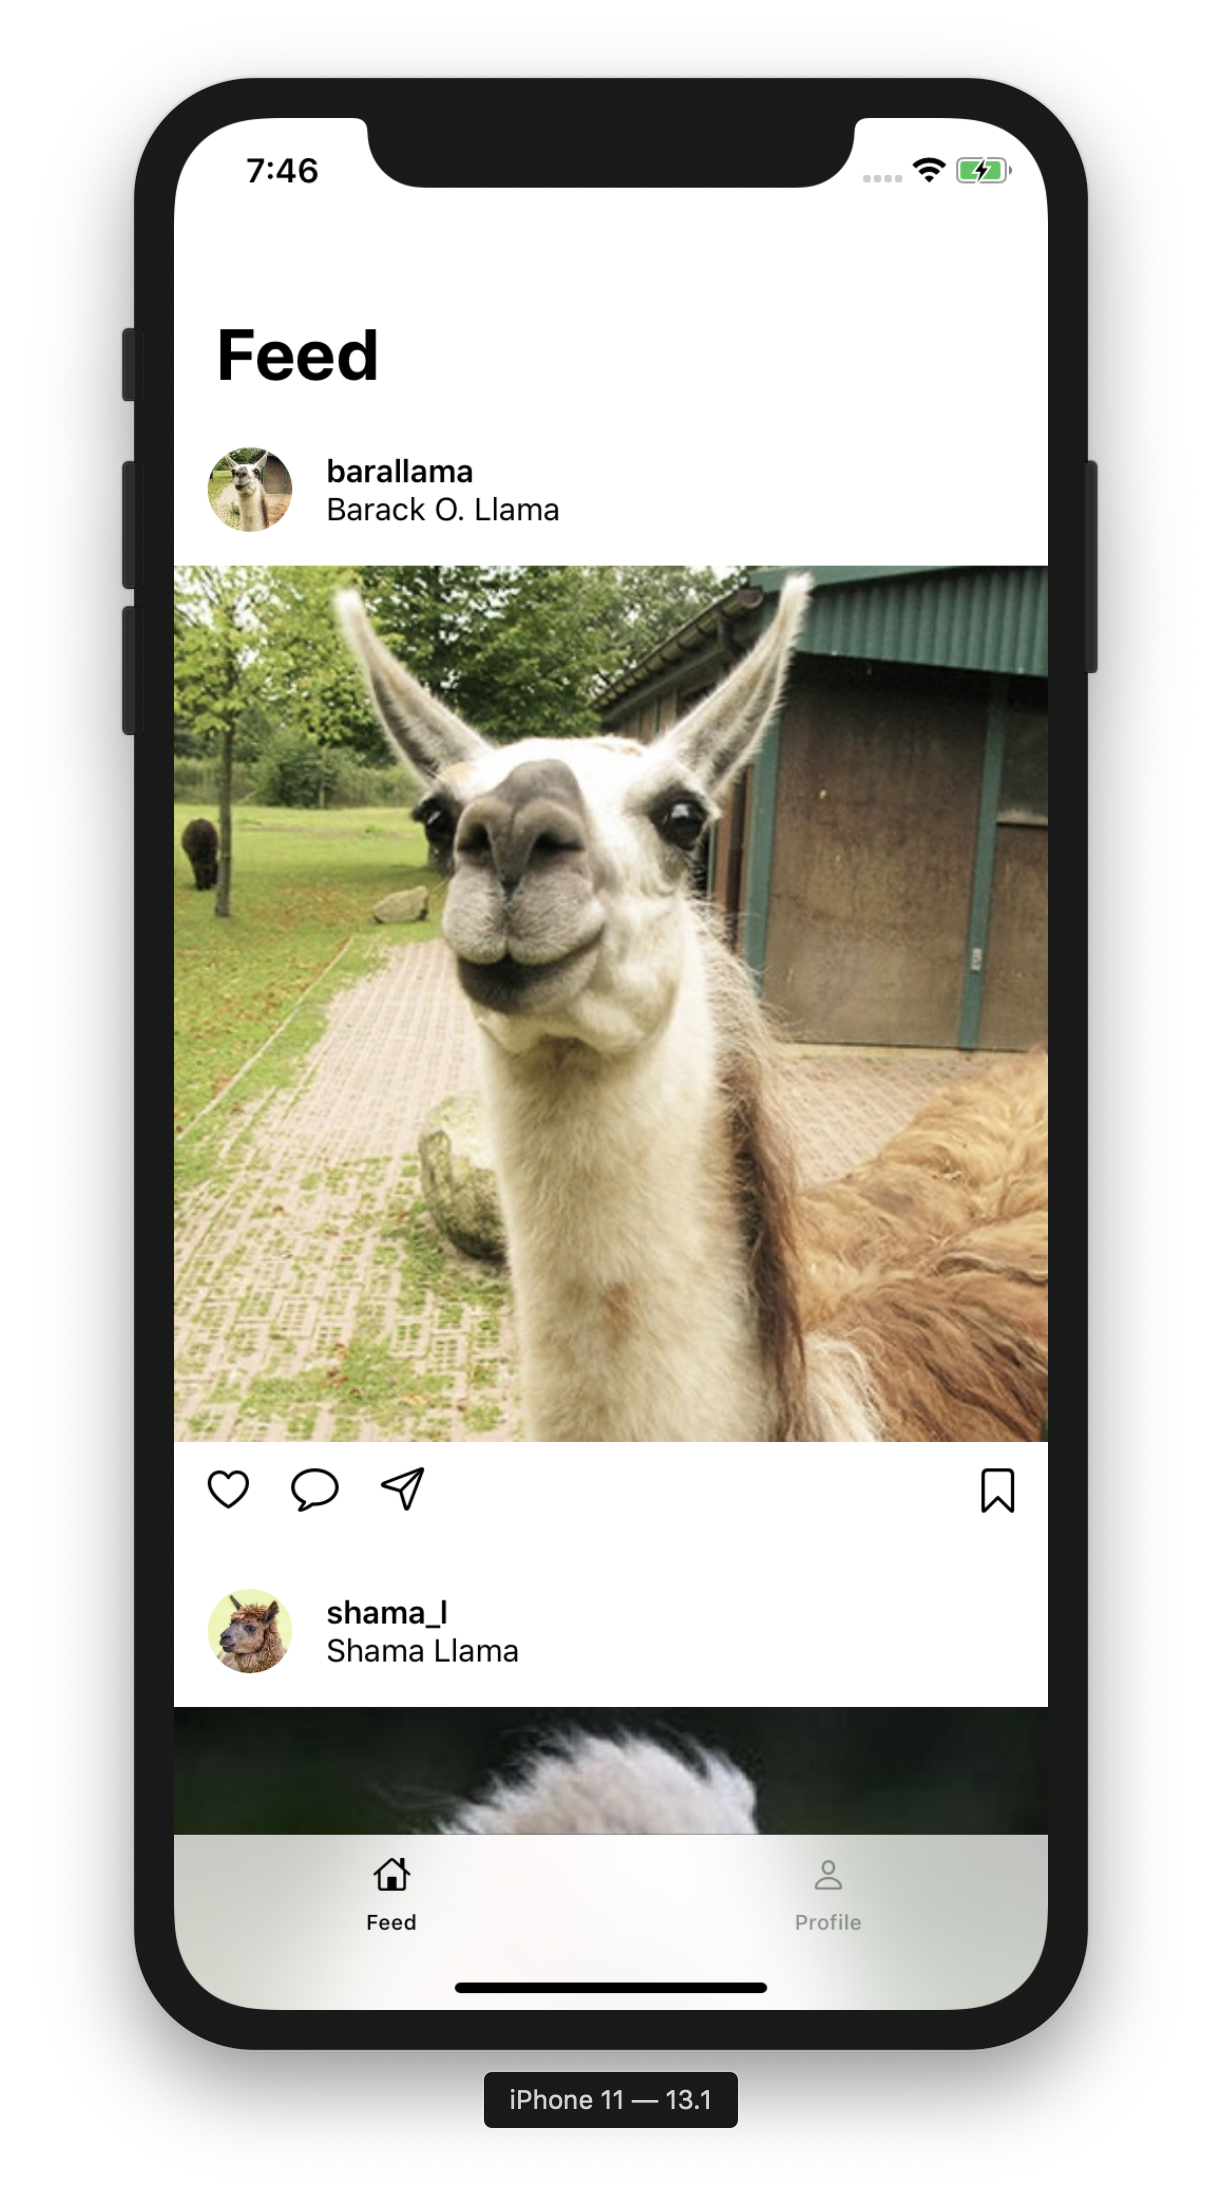 7:46
Feed
barallama
Barack O. Llama
shama_l
Shama Llama
Feed
Profile
iPhone 11 — 13.1